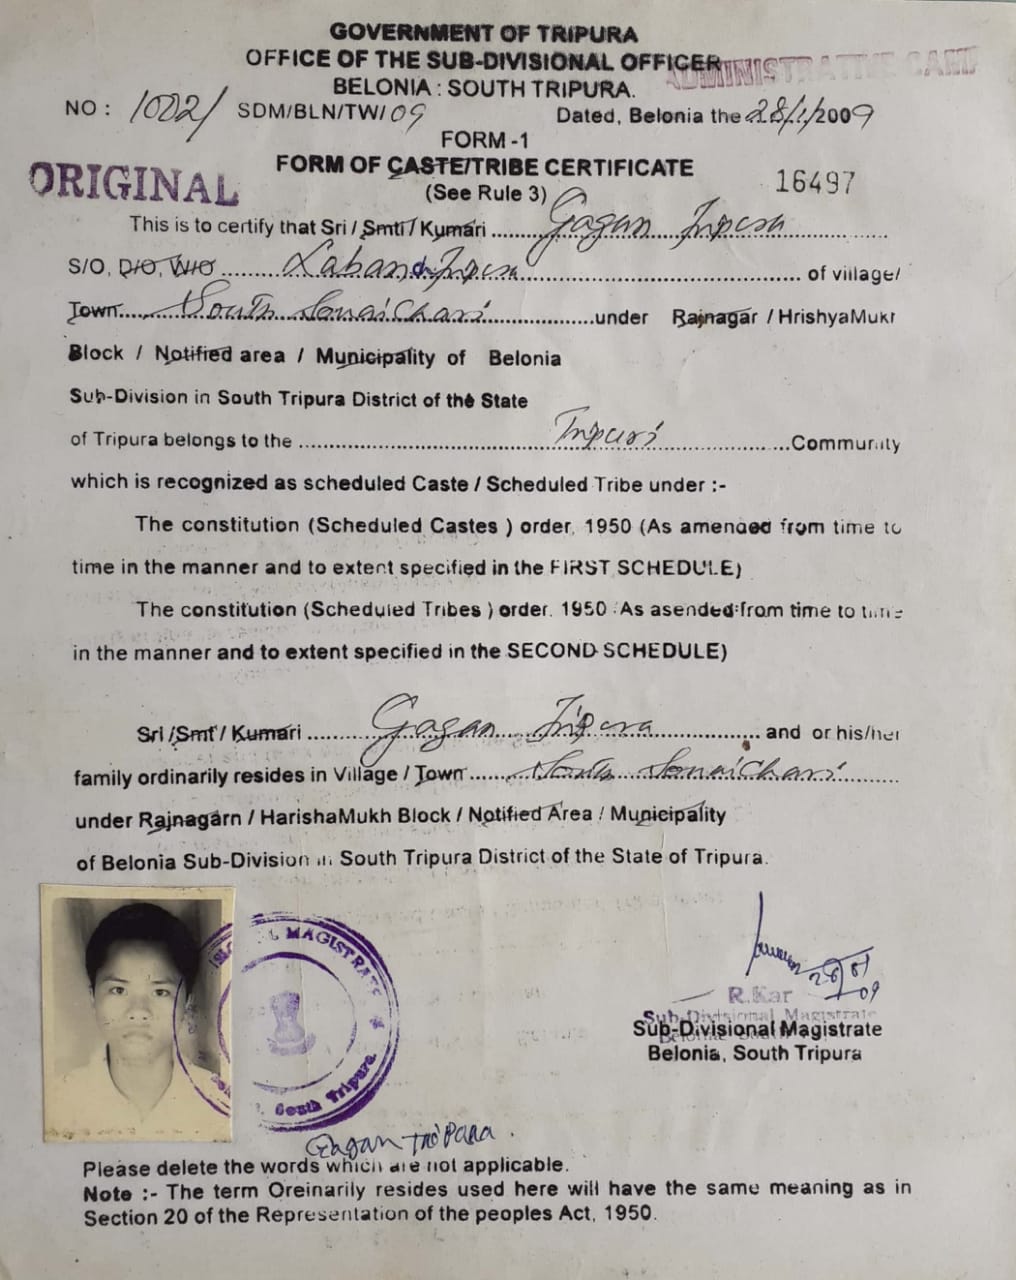 GOVERNMENT OF TRIPURA
OFFICE OF THE SUB-DIVISIONAL OFFICER
ADMINISTRATIVE CAMP
BELONIA : SOUTH TRIPURA.
NO : 1002/ SDM/BLN/TW/09 Dated, Belonia the 28/1/2009
FORM -1
FORM OF CASTE/TRIBE CERTIFICATE
ORIGINAL (See Rule 3) 16497
This is to certify that Sri / Smti / Kumari ..... Gagan Tripura .....
S/O, D/O, W/O ........ Laband Tripura ........ of village/
Town..... South Sonaichari ........under Rajnagar / HrishyaMukh
Block / Notified area / Municipality of Belonia
Sub-Division in South Tripura District of the State
of Tripura belongs to the ........ Tripuri ........Community
which is recognized as scheduled Caste / Scheduled Tribe under :-
The constitution (Scheduled Castes ) order, 1950 (As amended from time to
time in the manner and to extent specified in the FIRST SCHEDULE)
The constitution (Scheduled Tribes ) order. 1950 As asended from time to time
in the manner and to extent specified in the SECOND SCHEDULE)
Sri /Smt / Kumari ........ Gagan Tripura ........ and or his/her
family ordinarily resides in Village / Town ..... South Sonaichari ........
under Rajnagarn / HarishaMukh Block / Notified Area / Municipality
of Belonia Sub-Division in South Tripura District of the State of Tripura.
MAGISTRATE
South Tripura
28/01/09
R.Kar
Sub-Divisional Magistrate
Sub-Divisional Magistrate
Belonia, South Tripura
Gagan Tripara.
Please delete the words which are not applicable.
Note :- The term Oreinarily resides used here will have the same meaning as in
Section 20 of the Representation of the peoples Act, 1950.